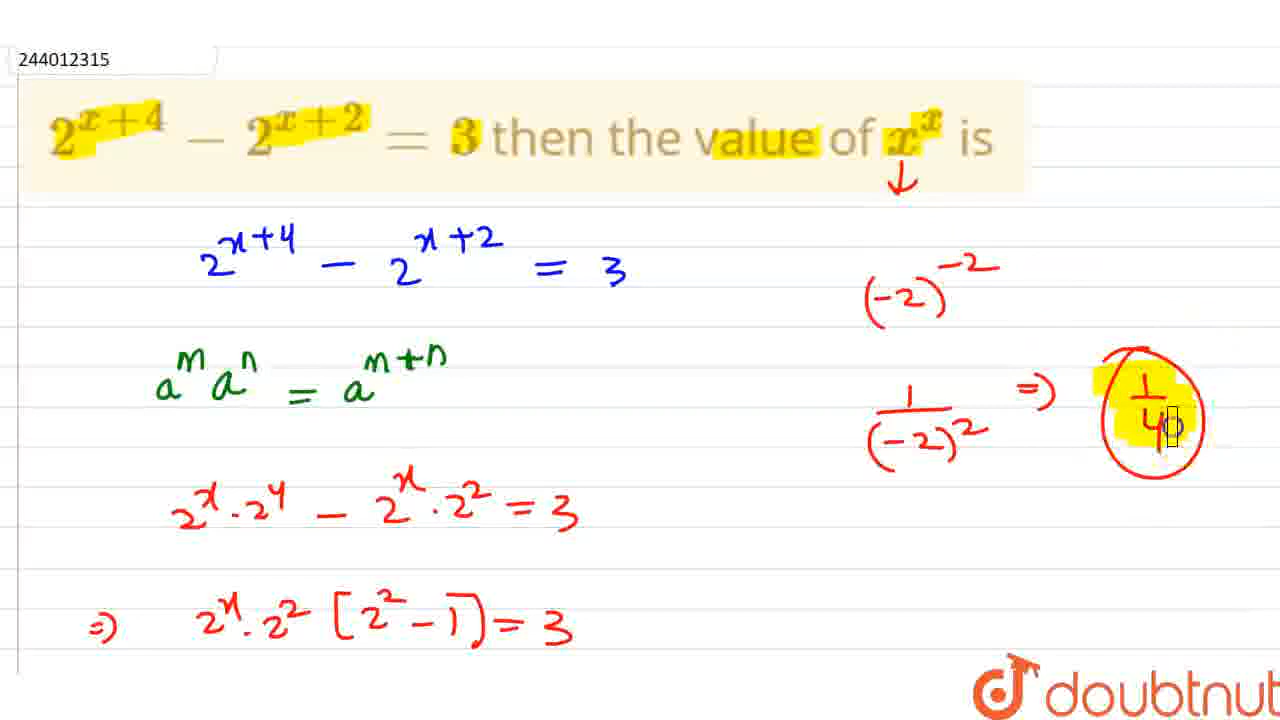 244012315
2^{x+4} − 2^{x+2} = 3 then the value of x^x is
↓
2^{x+4} − 2^{x+2} = 3
a^m a^n = a^{m+n}
2^x · 2^4 − 2^x · 2^2 = 3
⇒ 2^x · 2^2 [2^2 − 1] = 3
(−2)^{−2}
1/(−2)^2 ⇒ 1/4
doubtnut